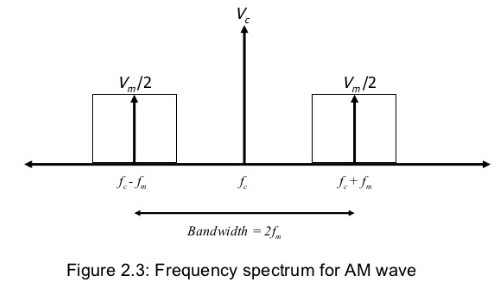 V_c
V_m/2 V_m/2
f_c - f_m f_c f_c + f_m
Bandwidth = 2f_m
Figure 2.3: Frequency spectrum for AM wave